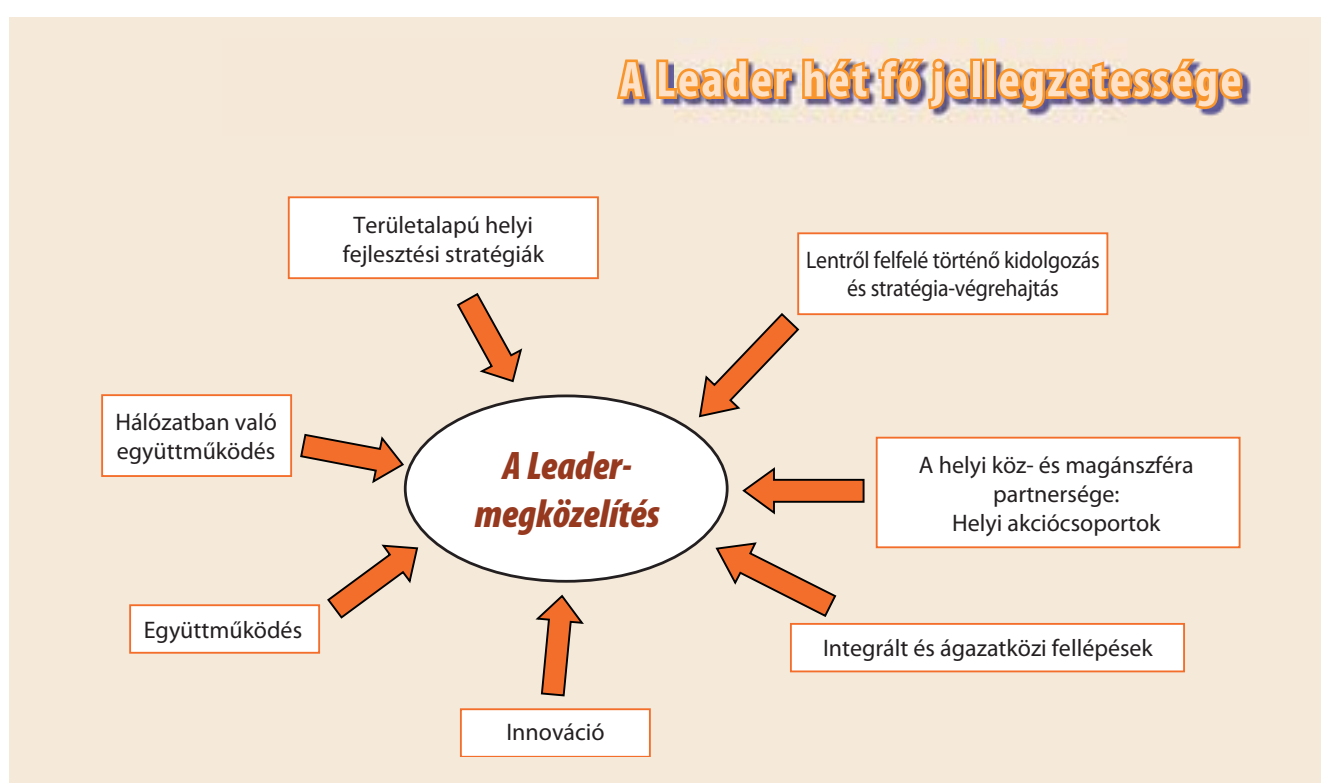 A Leader hét fő jellegzetessége
Területalapú helyi
fejlesztési stratégiák
Lentről felfelé történő kidolgozás
és stratégia-végrehajtás
Hálózatban való
együttműködés
A Leader-
megközelítés
A helyi köz- és magánszféra
partnersége:
Helyi akciócsoportok
Együttműködés
Integrált és ágazatközi fellépések
Innováció